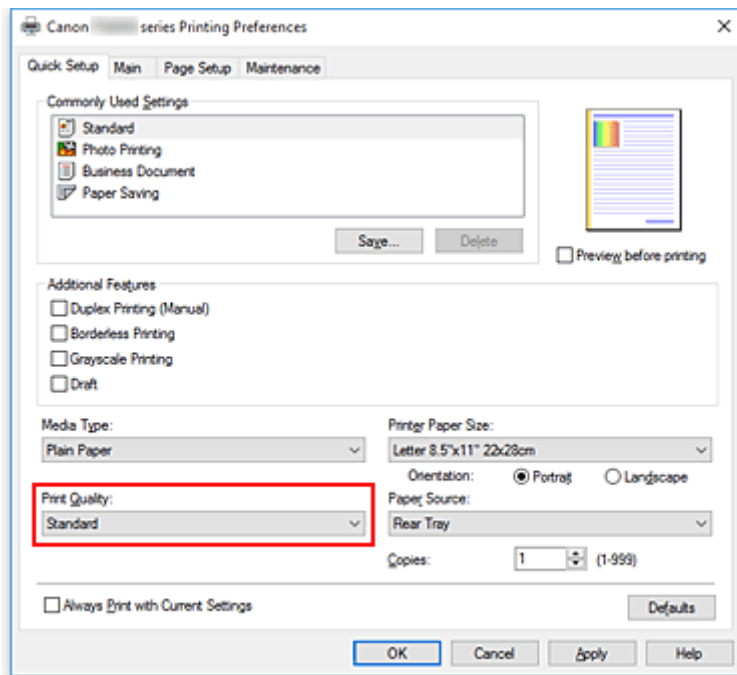 Canon series Printing Preferences
Quick Setup Main Page Setup Maintenance
Commonly Used Settings
Standard
Photo Printing
Business Document
Paper Saving
Save... Delete
Preview before printing
Additional Features
Duplex Printing (Manual)
Borderless Printing
Grayscale Printing
Draft
Media Type: Printer Paper Size:
Plain Paper Letter 8.5"x11" 22x28cm
Orientation: Portrait Landscape
Print Quality: Paper Source:
Standard Rear Tray
Copies: 1 (1-999)
Always Print with Current Settings Defaults
OK Cancel Apply Help